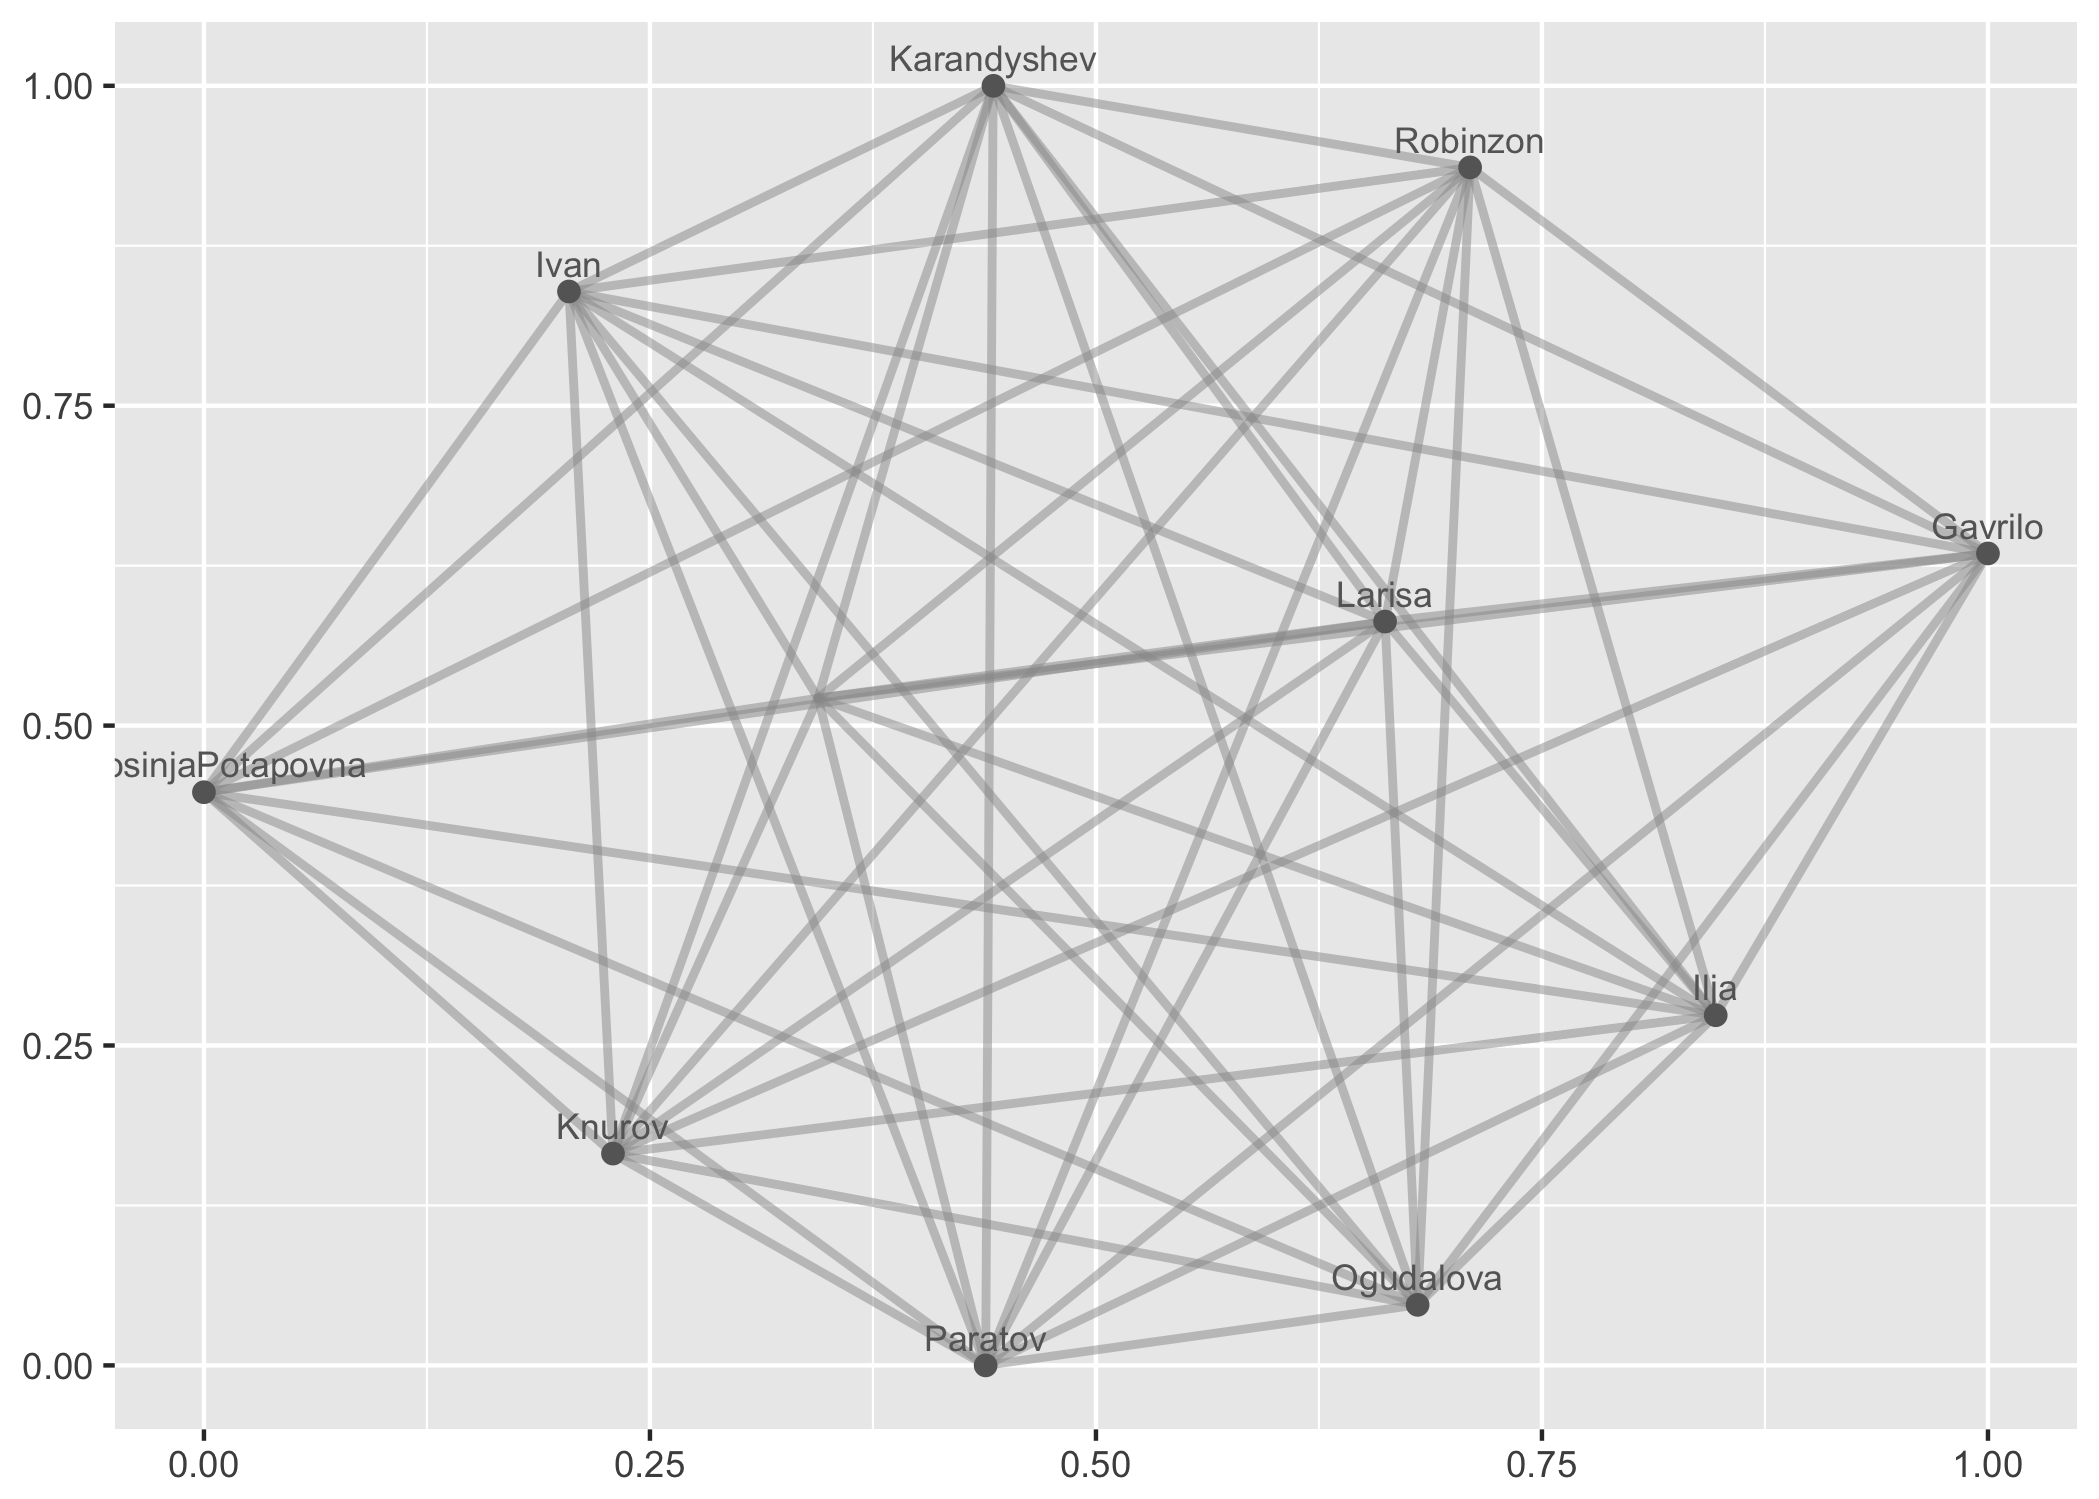 Karandyshev
1.00
Robinzon
Ivan
0.75
Gavrilo
Larisa
0.50
osinjaPotapovna
Ilja
0.25
Knurov
Ogudalova
Paratov
0.00
0.00 0.25 0.50 0.75 1.00